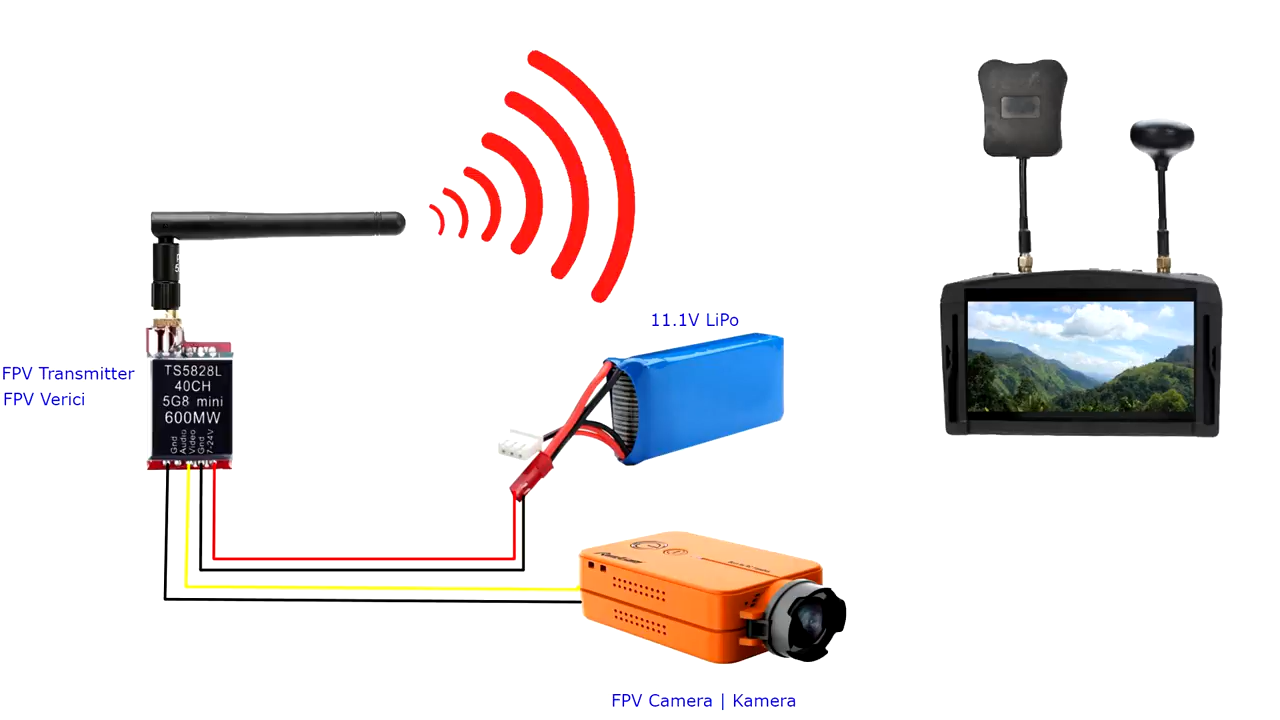 11.1V LiPo
FPV Transmitter
FPV Verici
TS5828L
40CH
5G8 mini
600MW
Gnd
Audio
Video
Gnd
7-24V
FPV Camera | Kamera